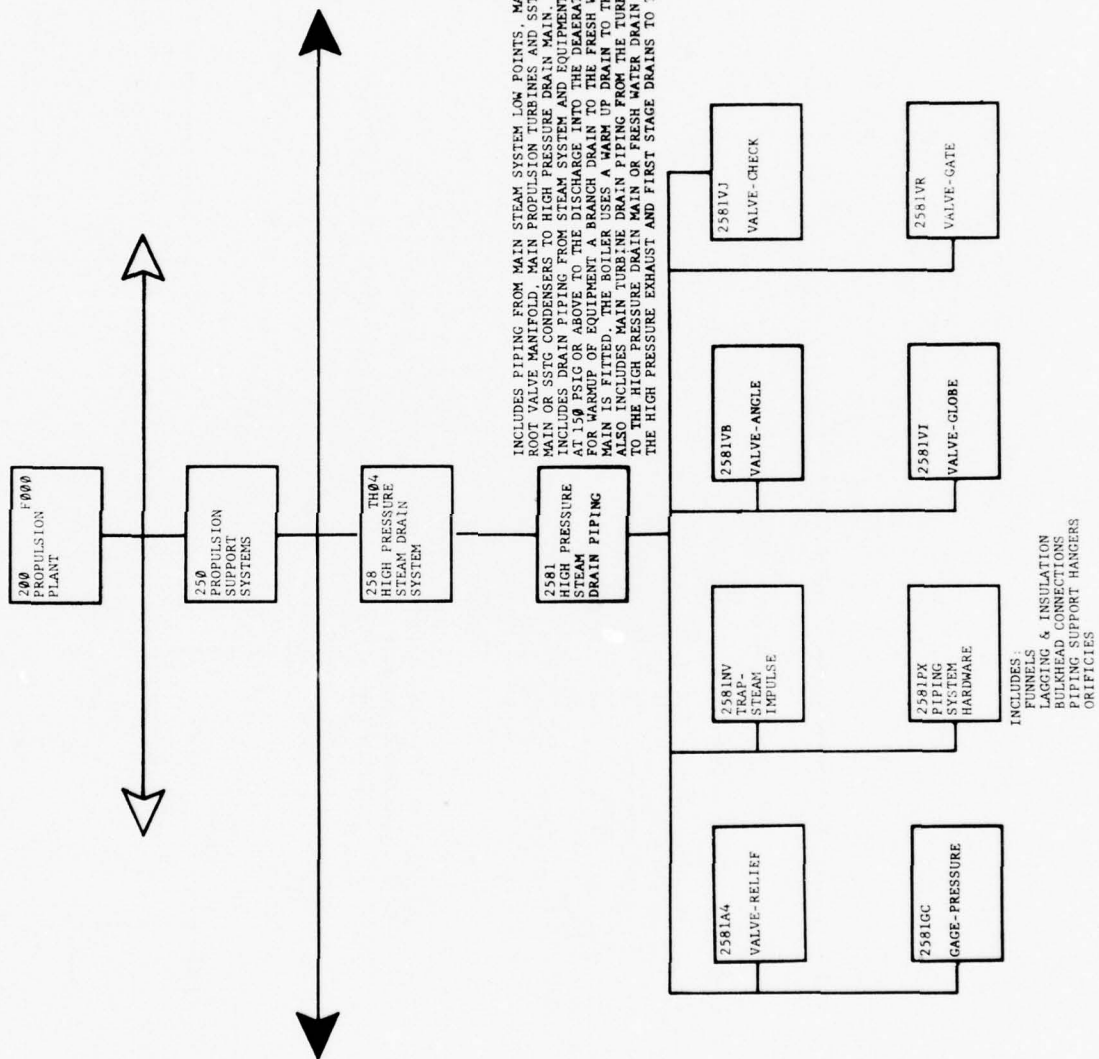 200 F000
PROPULSION
PLANT
250
PROPULSION
SUPPORT
SYSTEMS
258 TH04
HIGH PRESSURE
STEAM DRAIN
SYSTEM
2581
HIGH PRESSURE
STEAM
DRAIN PIPING
INCLUDES PIPING FROM MAIN STEAM SYSTEM LOW POINTS, MA
ROOT VALVE MANIFOLD, MAIN PROPULSION TURBINES AND SST
MAIN OR SSTG CONDENSERS TO HIGH PRESSURE DRAIN MAIN.
INCLUDES DRAIN PIPING FROM STEAM SYSTEM AND EQUIPMENT
AT 150 PSIG OR ABOVE TO THE DISCHARGE INTO THE DEAERAT
FOR WARMUP OF EQUIPMENT A BRANCH DRAIN TO THE FRESH W
MAIN IS FITTED. THE BOILER USES A WARM UP DRAIN TO TH
ALSO INCLUDES MAIN TURBINE DRAIN PIPING FROM THE TURB
TO THE HIGH PRESSURE DRAIN MAIN OR FRESH WATER DRAIN
THE HIGH PRESSURE EXHAUST AND FIRST STAGE DRAINS TO
2581A4
VALVE-RELIEF
2581NV
TRAP-
STEAM
IMPULSE
2581VB
VALVE-ANGLE
2581VJ
VALVE-CHECK
2581GC
GAGE-PRESSURE
2581PX
PIPING
SYSTEM
HARDWARE
2581VI
VALVE-GLOBE
2581VR
VALVE-GATE
INCLUDES:
FUNNELS
LAGGING & INSULATION
BULKHEAD CONNECTIONS
PIPING SUPPORT HANGERS
ORIFICIES